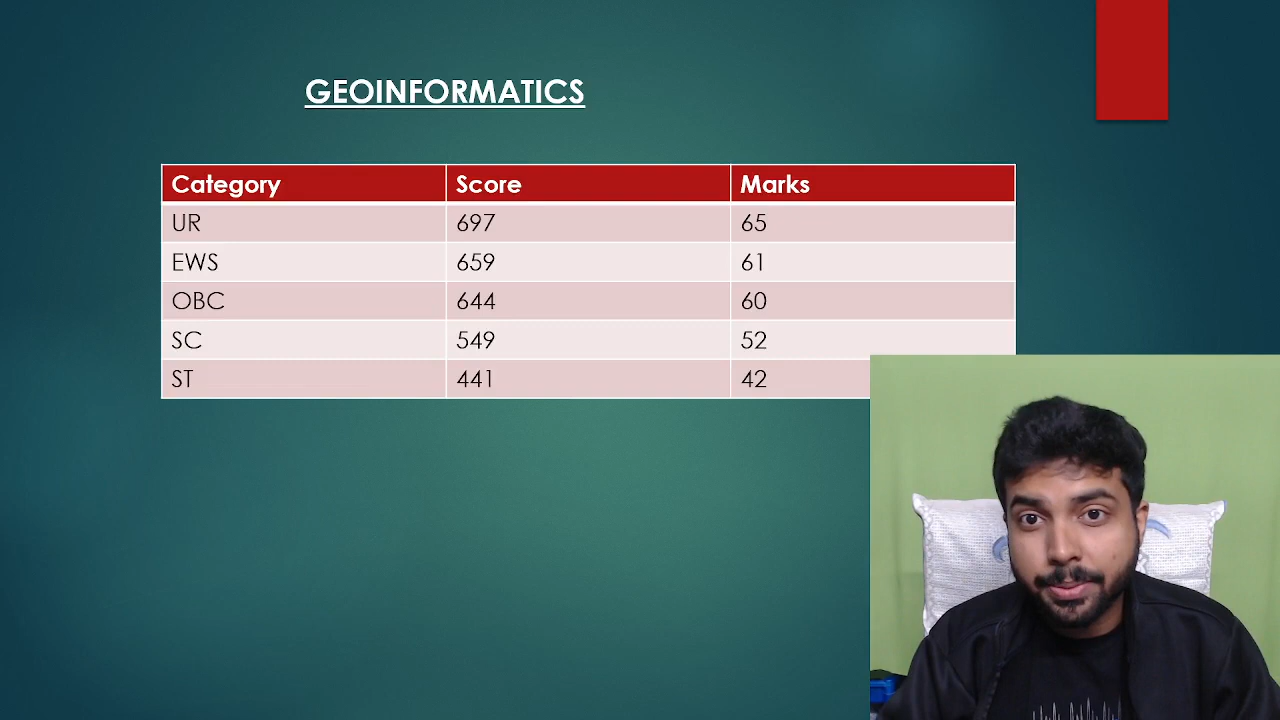 GEOINFORMATICS
Category Score Marks
UR 697 65
EWS 659 61
OBC 644 60
SC 549 52
ST 441 42